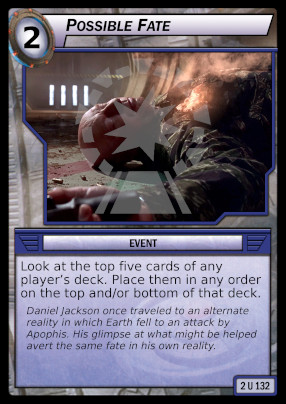 2
POSSIBLE FATE
EVENT
Look at the top five cards of any
player's deck. Place them in any order
on the top and/or bottom of that deck.
Daniel Jackson once traveled to an alternate
reality in which Earth fell to an attack by
Apophis. His glimpse at what might be helped
avert the same fate in his own reality.
2 U 132